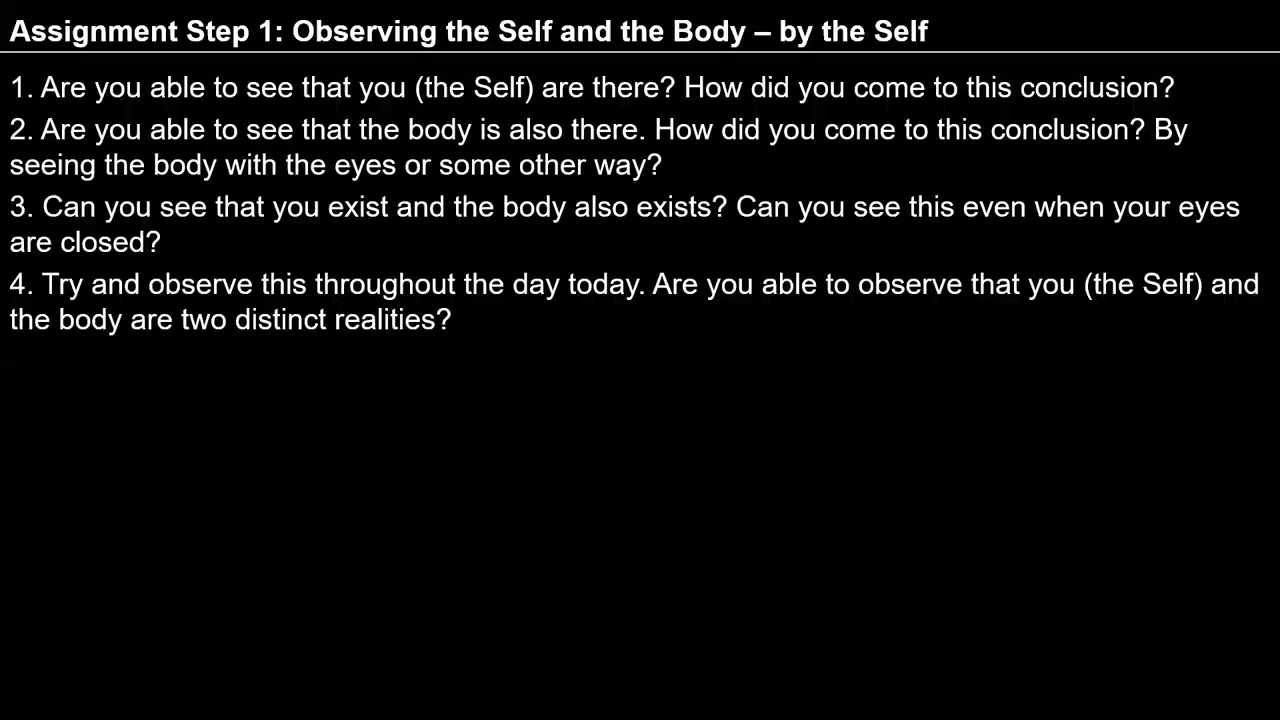 Assignment Step 1: Observing the Self and the Body – by the Self
1. Are you able to see that you (the Self) are there? How did you come to this conclusion?
2. Are you able to see that the body is also there. How did you come to this conclusion? By
seeing the body with the eyes or some other way?
3. Can you see that you exist and the body also exists? Can you see this even when your eyes
are closed?
4. Try and observe this throughout the day today. Are you able to observe that you (the Self) and
the body are two distinct realities?